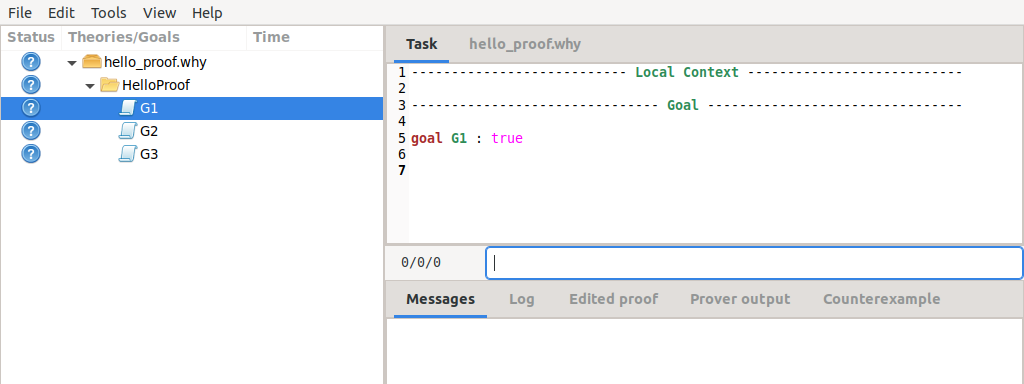 File Edit Tools View Help
Status Theories/Goals Time
hello_proof.why
HelloProof
G1
G2
G3
Task hello_proof.why
1 --------------------------- Local Context ---------------------------
2
3 ------------------------------- Goal --------------------------------
4
5 goal G1 : true
6
7
0/0/0
Messages Log Edited proof Prover output Counterexample